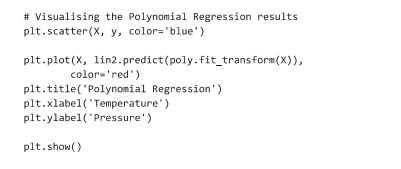 # Visualising the Polynomial Regression results
plt.scatter(X, y, color='blue')

plt.plot(X, lin2.predict(poly.fit_transform(X)),
        color='red')
plt.title('Polynomial Regression')
plt.xlabel('Temperature')
plt.ylabel('Pressure')

plt.show()